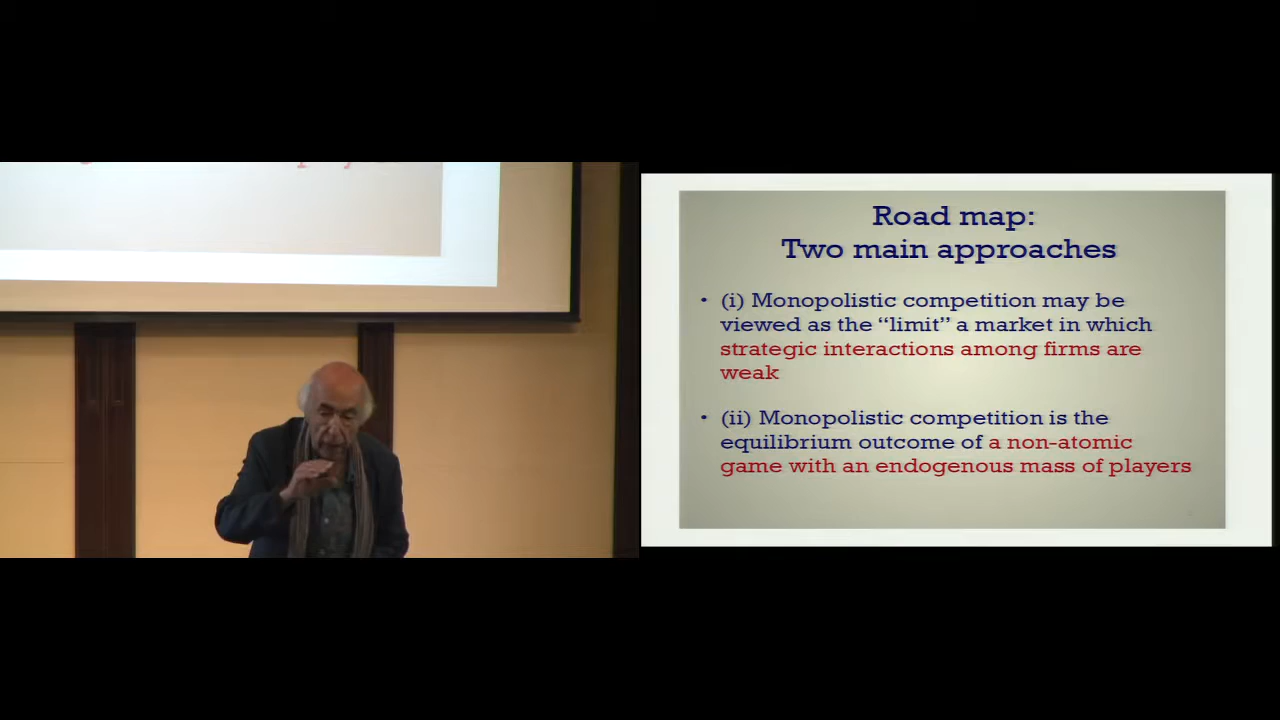 Road map:
Two main approaches
• (i) Monopolistic competition may be
viewed as the “limit” a market in which
strategic interactions among firms are
weak
• (ii) Monopolistic competition is the
equilibrium outcome of a non-atomic
game with an endogenous mass of players